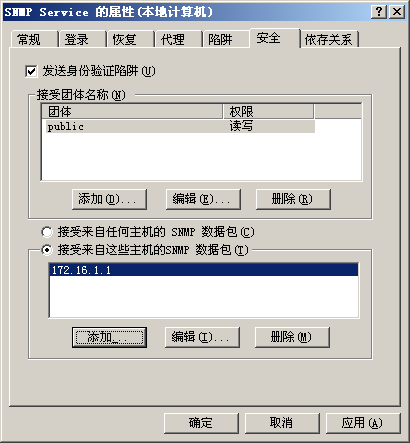 SNMP Service 的属性(本地计算机)
常规 登录 恢复 代理 陷阱 安全 依存关系
发送身份验证陷阱(U)
接受团体名称(N)
团体 权限
public 读写
添加(D)... 编辑(E)... 删除(R)
接受来自任何主机的 SNMP 数据包(C)
接受来自这些主机的SNMP 数据包(T)
172.16.1.1
添加... 编辑(I)... 删除(M)
确定 取消 应用(A)